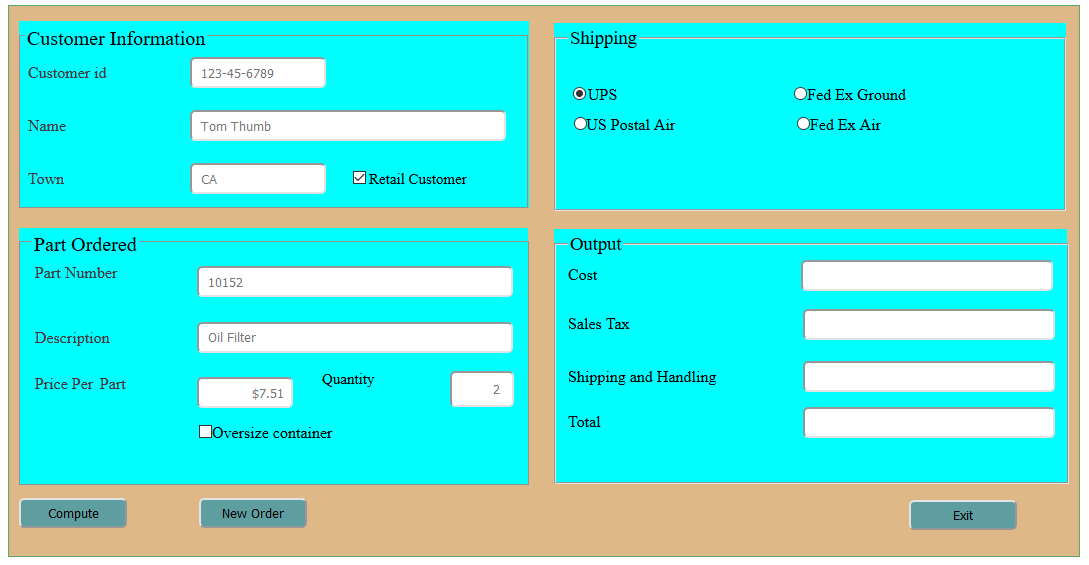 Customer Information
Customer id 123-45-6789
Name Tom Thumb
Town CA Retail Customer
Shipping
UPS Fed Ex Ground
US Postal Air Fed Ex Air
Part Ordered
Part Number 10152
Description Oil Filter
Price Per Part $7.51 Quantity 2
Oversize container
Output
Cost
Sales Tax
Shipping and Handling
Total
Compute New Order Exit